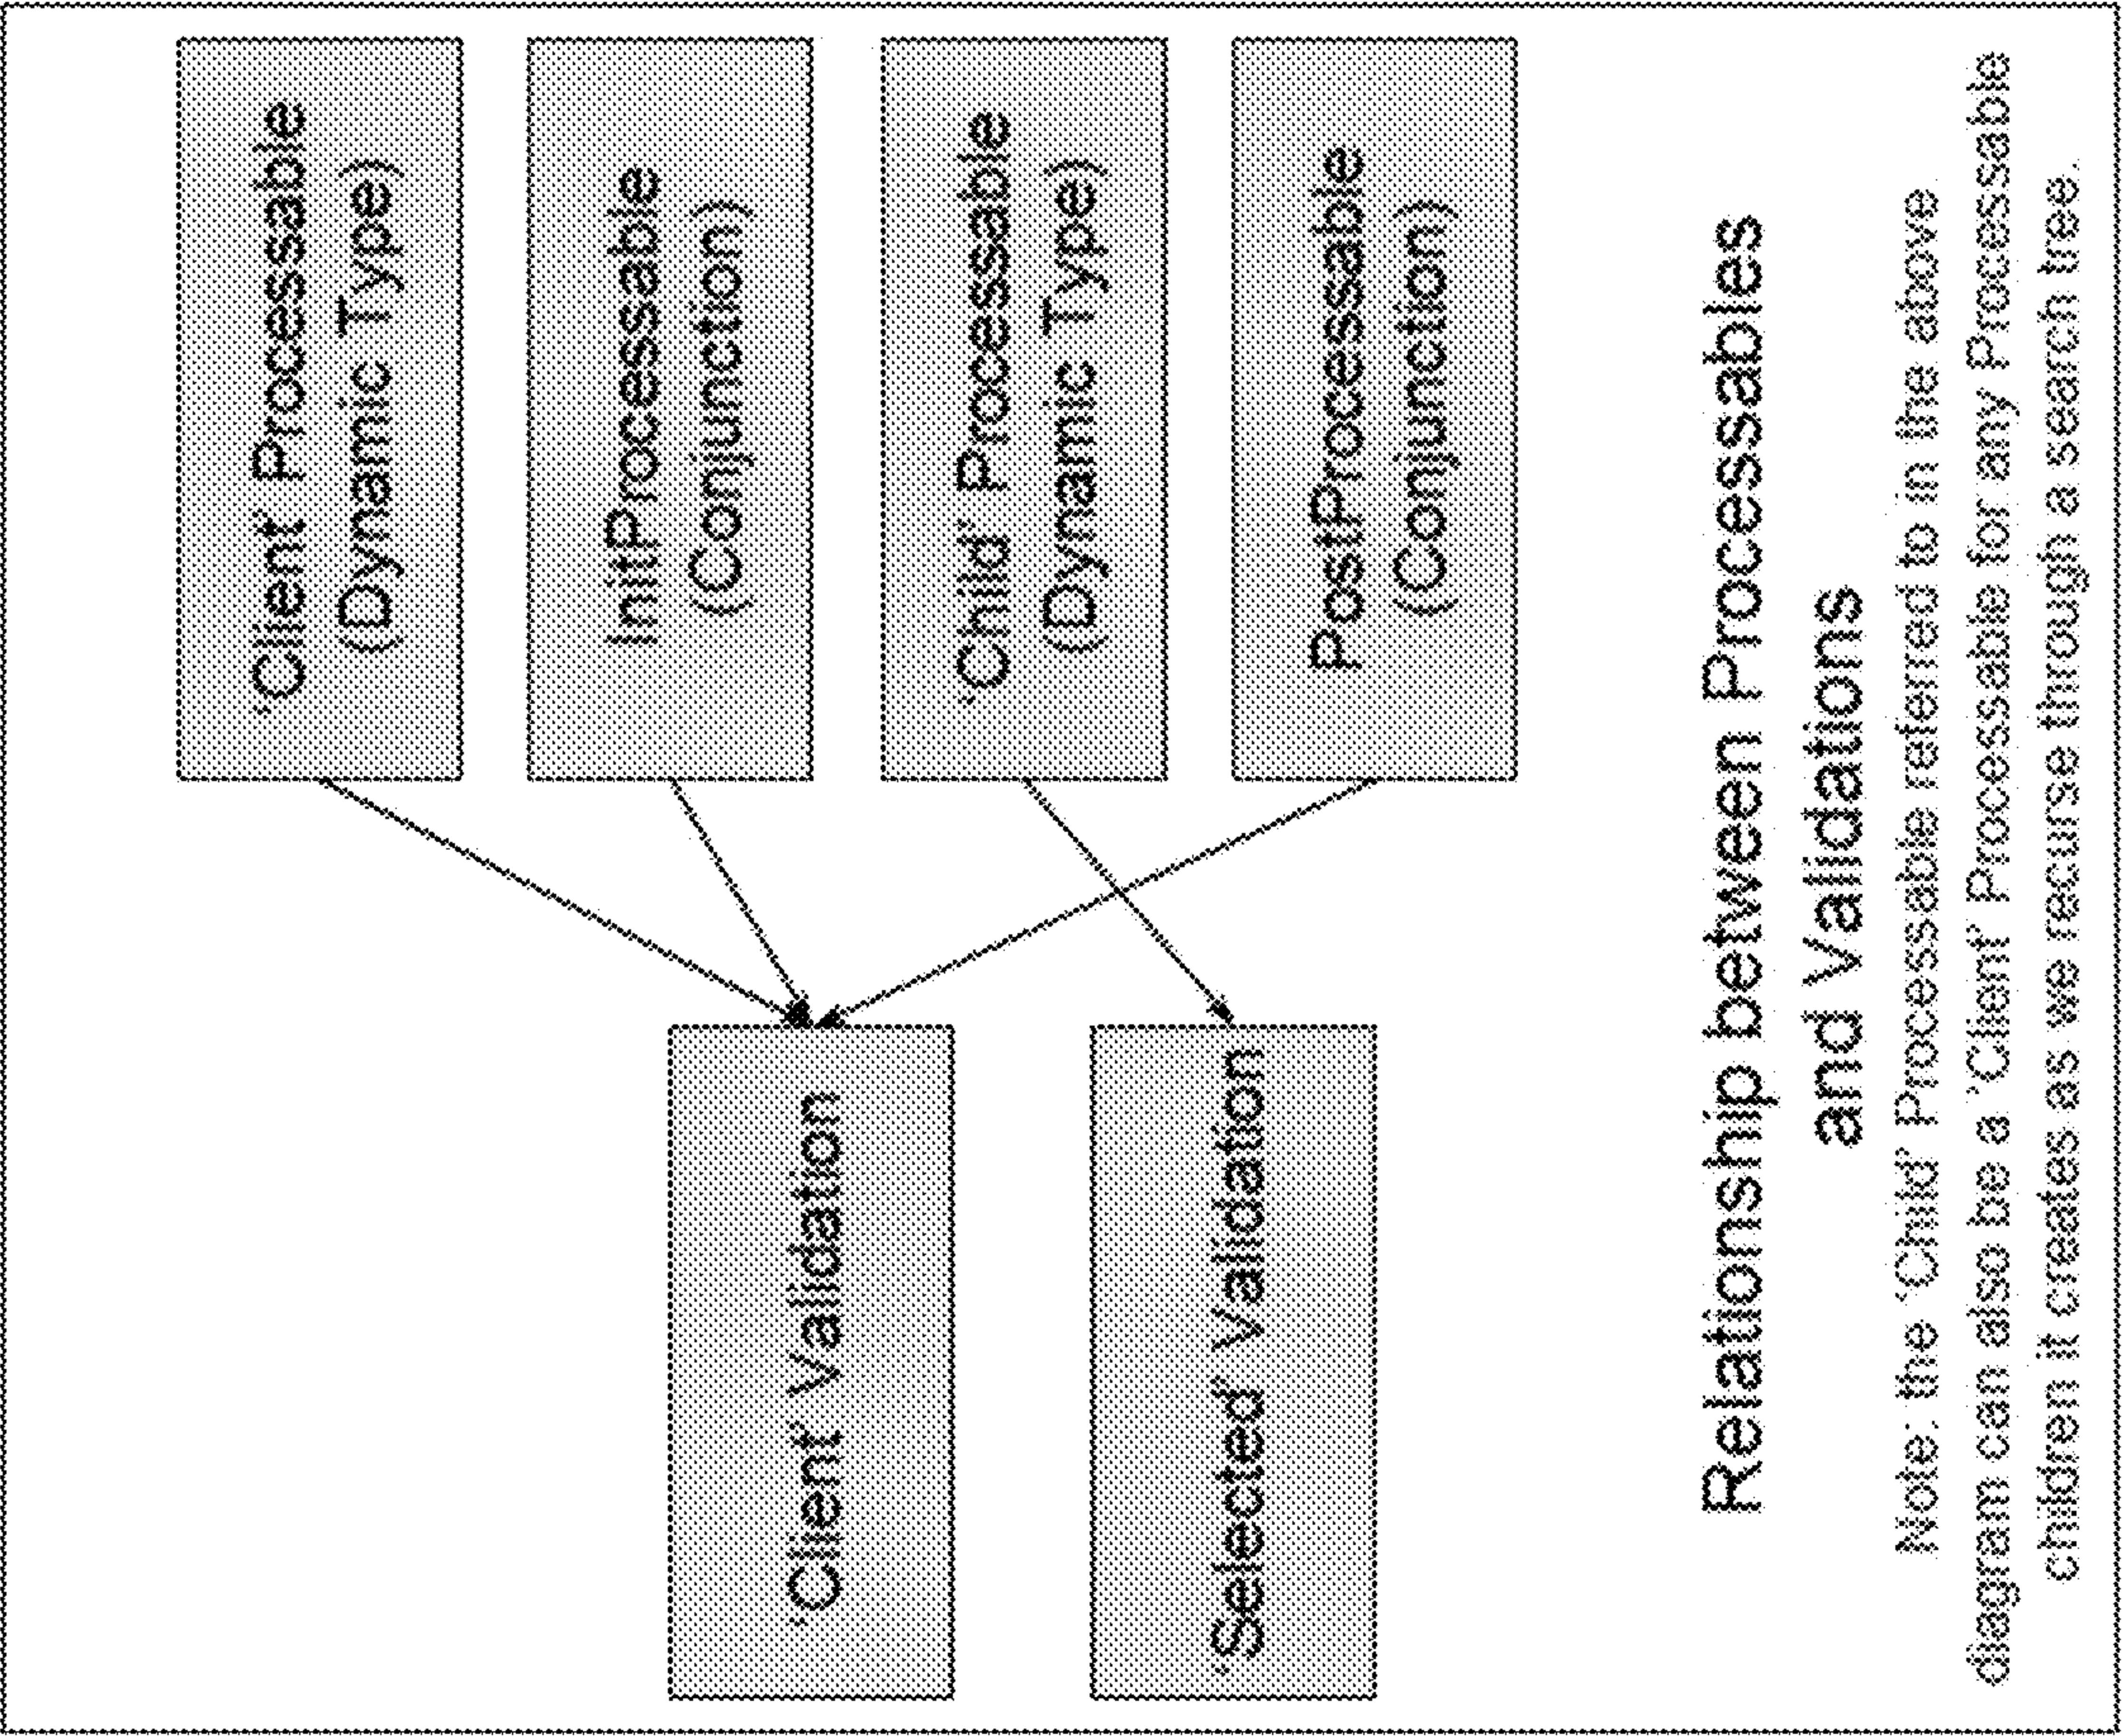 'Client' Processable
(Dynamic Type)
InitProcessable
(Conjunction)
'Child' Processable
(Dynamic Type)
PostProcessable
(Conjunction)
'Client' Validation
'Selected' Validation
Relationship between Processables
and Validations
Note: the 'Child' Processable referred to in the above
diagram can also be a 'Client' Processable for any Processable
children it creates as we recurse through a search tree.